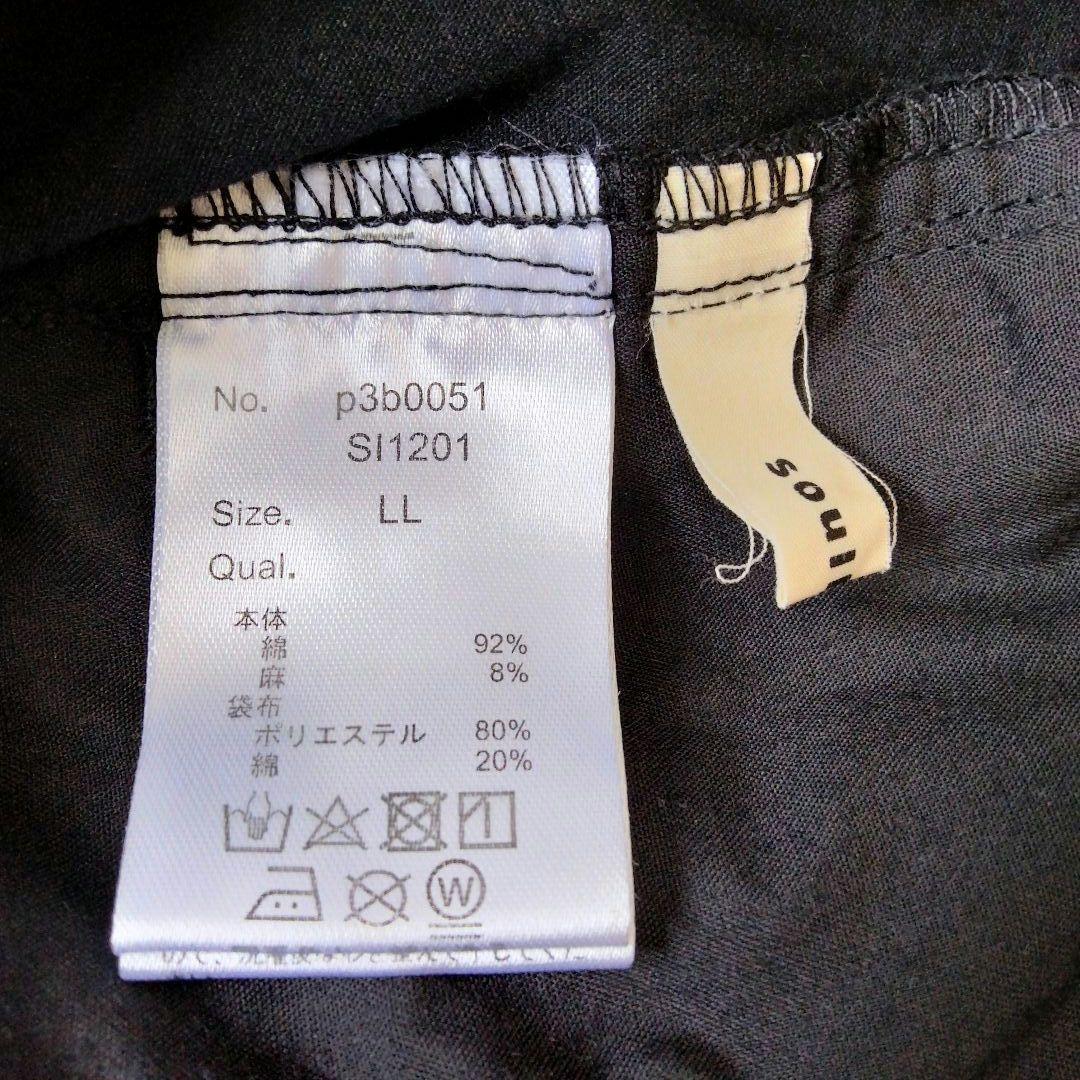 No. p3b0051
SI1201
Size. LL
Qual.
本体
綿 92%
麻 8%
袋布
ポリエステル 80%
綿 20%
W
nos